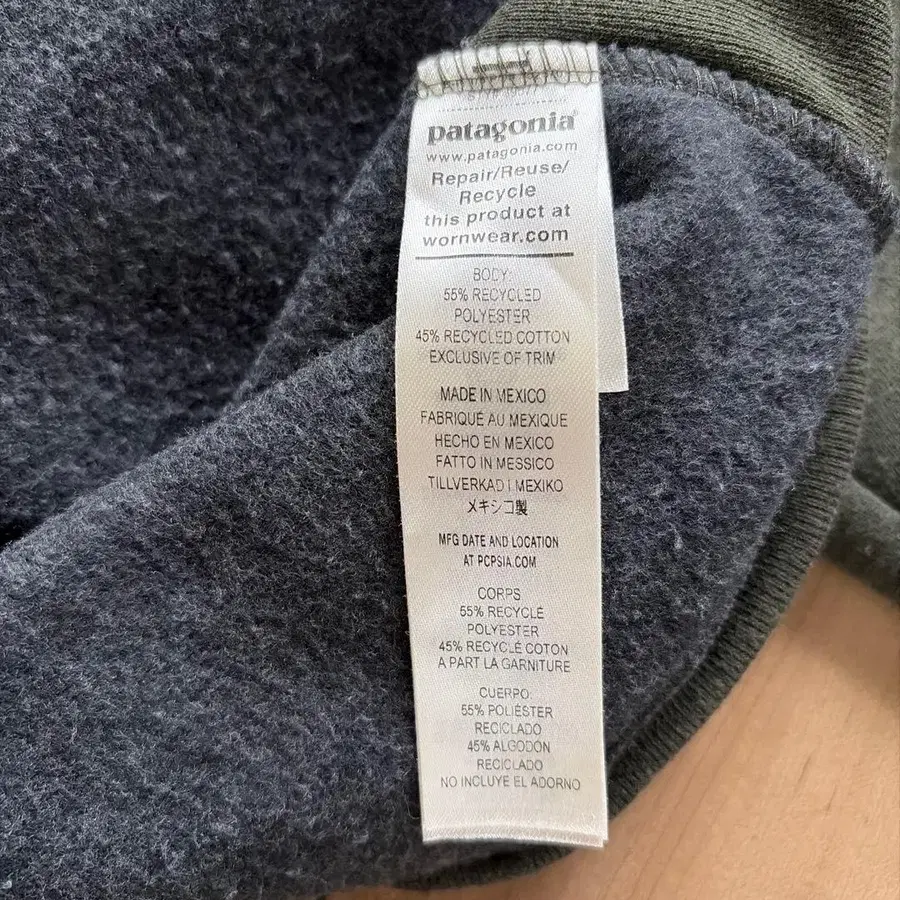 patagonia®
www.patagonia.com
Repair/Reuse/
Recycle
this product at
wornwear.com
BODY:
55% RECYCLED
POLYESTER
45% RECYCLED COTTON
EXCLUSIVE OF TRIM
MADE IN MEXICO
FABRIQUÉ AU MEXIQUE
HECHO EN MEXICO
FATTO IN MESSICO
TILLVERKAD I MEXIKO
メキシコ製
MFG DATE AND LOCATION
AT PCPSIA.COM
CORPS
55% RECYCLÉ
POLYESTER
45% RECYCLÉ COTON
A PART LA GARNITURE
CUERPO:
55% POLIÉSTER
RECICLADO
45% ALGODÓN
RECICLADO
NO INCLUYE EL ADORNO